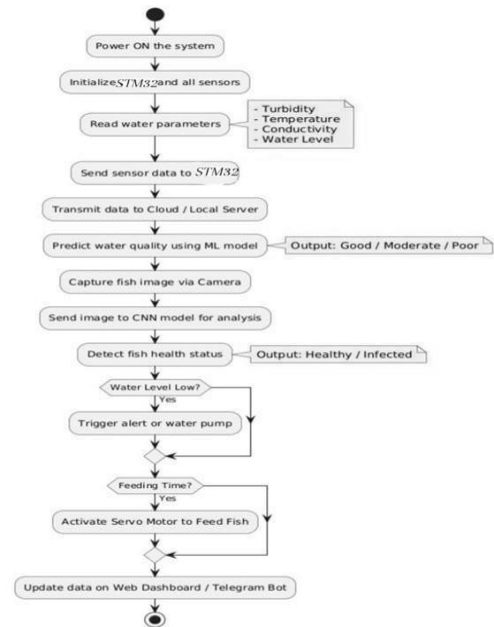 Power ON the system
Initialize STM32 and all sensors
Read water parameters
- Turbidity
- Temperature
- Conductivity
- Water Level
Send sensor data to STM32
Transmit data to Cloud / Local Server
Predict water quality using ML model
Output: Good / Moderate / Poor
Capture fish image via Camera
Send image to CNN model for analysis
Detect fish health status
Output: Healthy / Infected
Water Level Low?
Yes
Trigger alert or water pump
Feeding Time?
Yes
Activate Servo Motor to Feed Fish
Update data on Web Dashboard / Telegram Bot